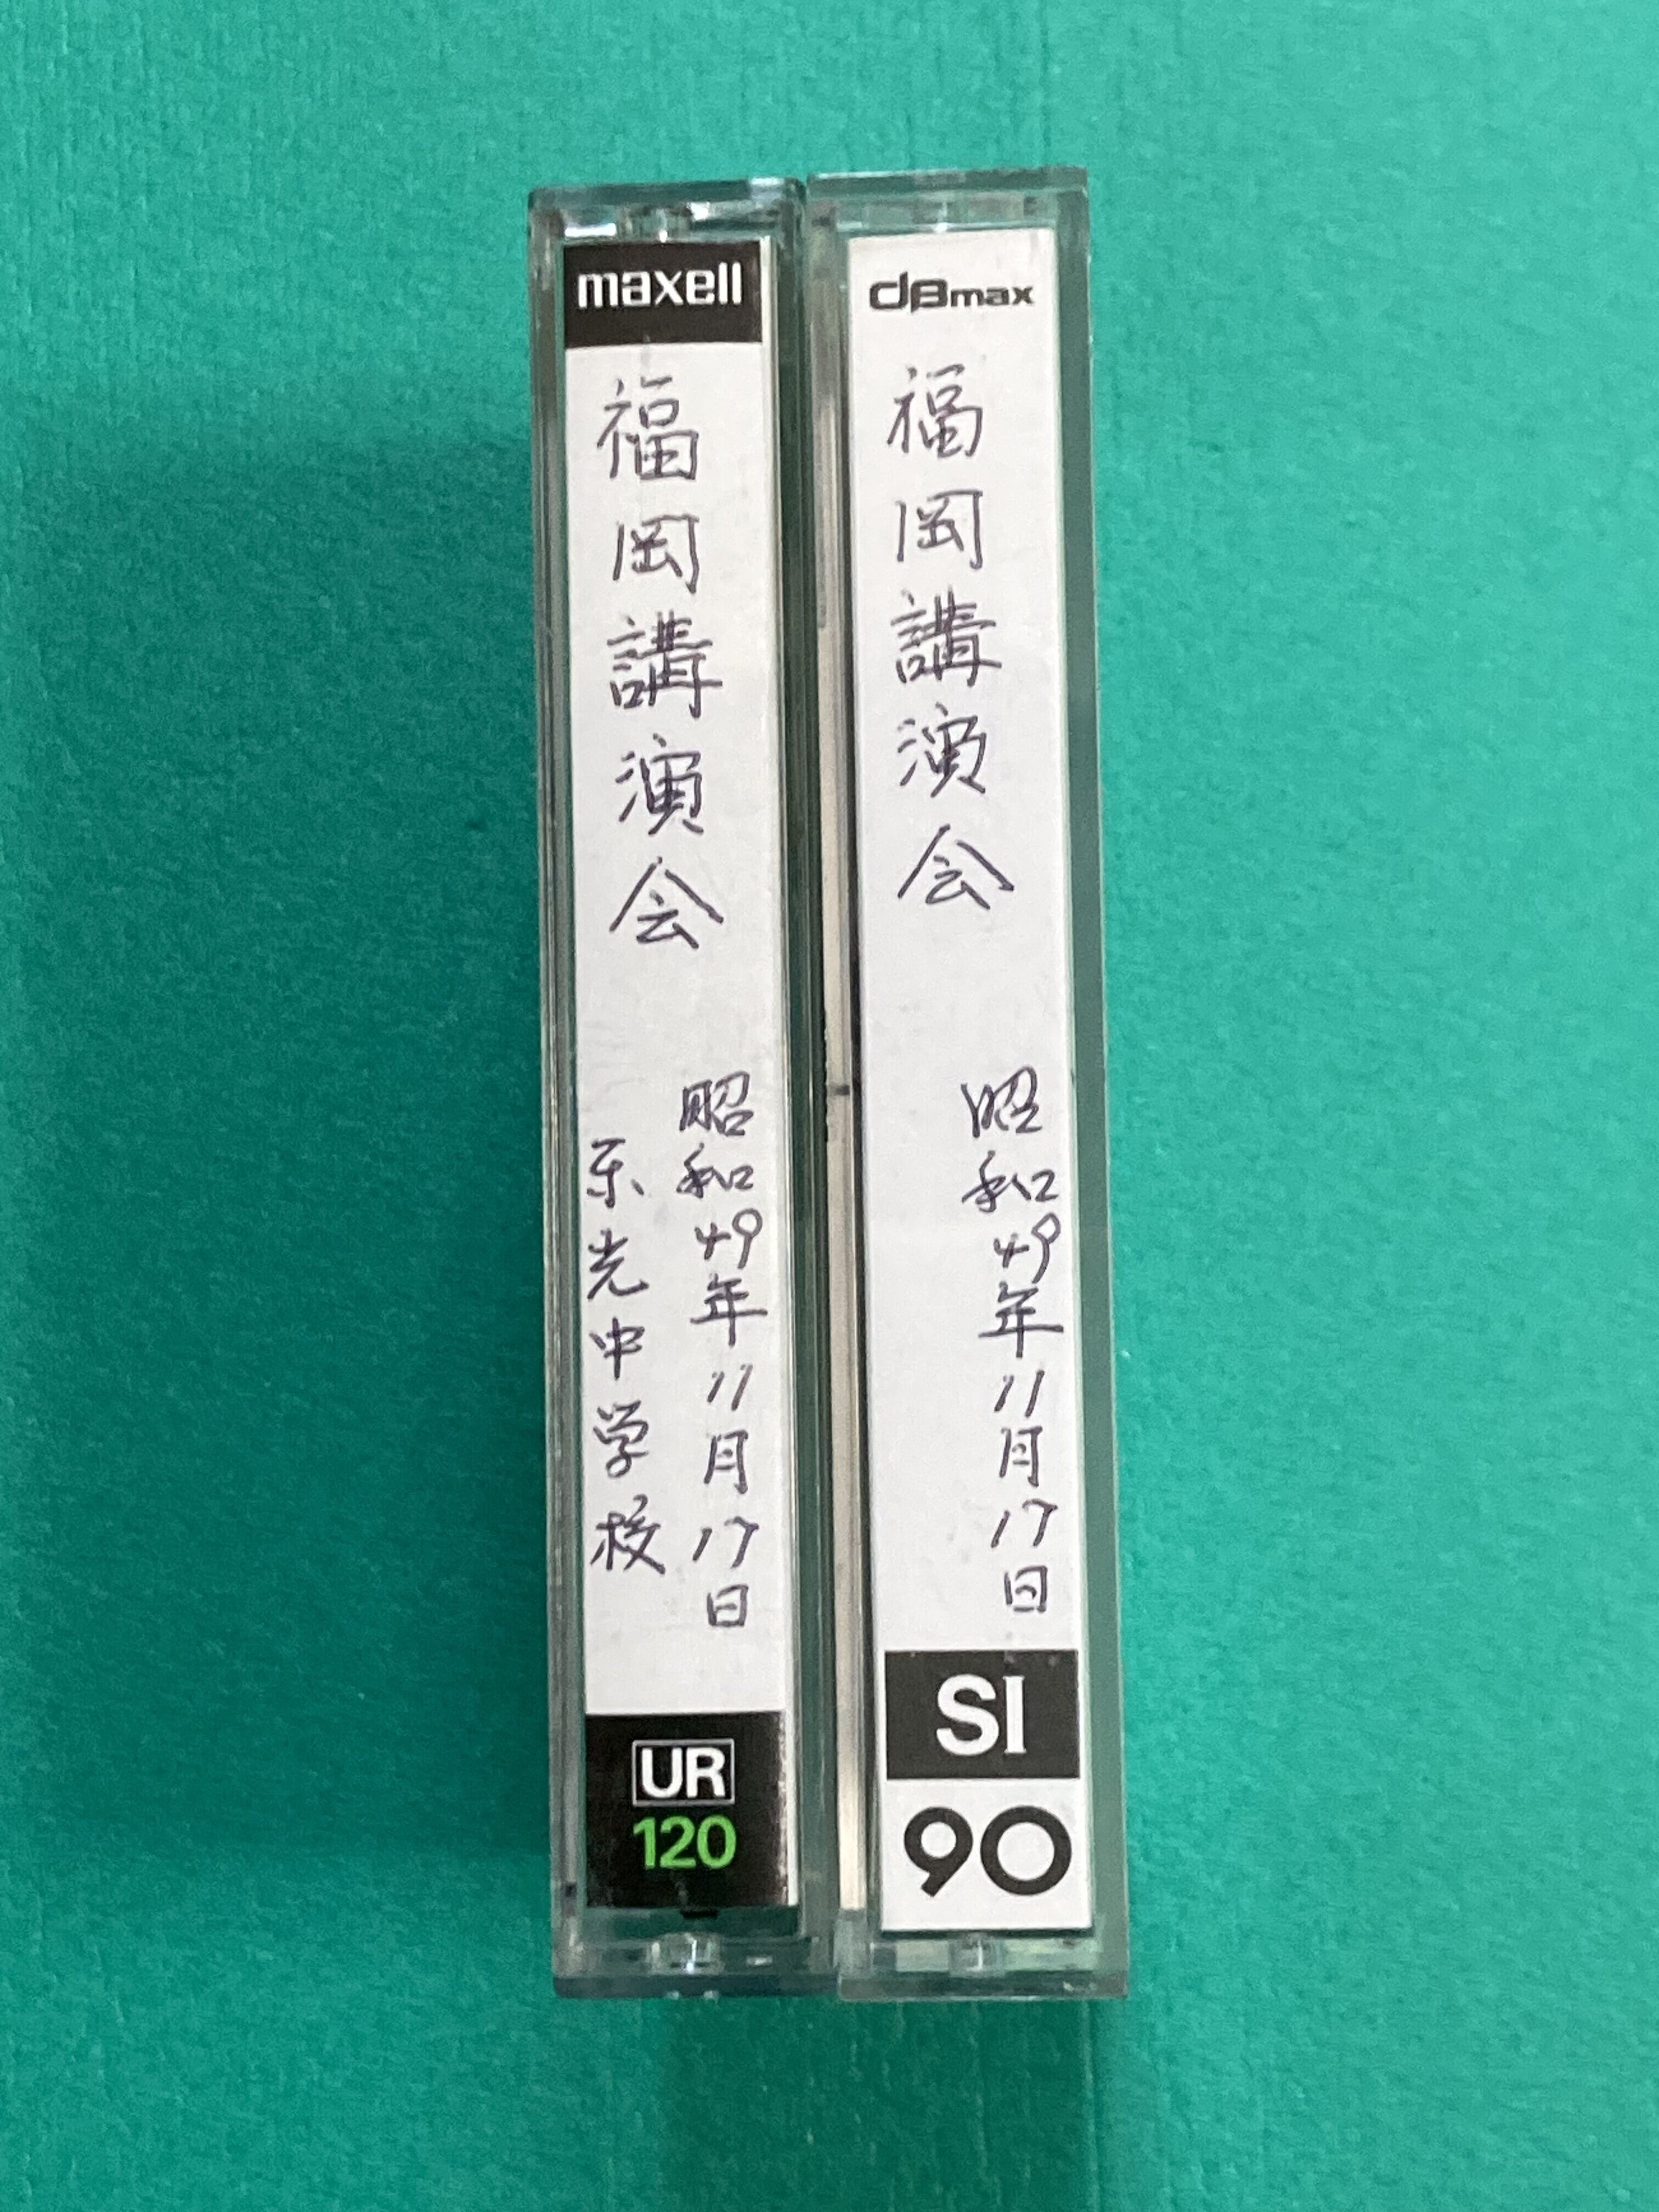 maxell
福岡講演会
昭和49年11月17日
东光中学校
UR
120
dBmax
福岡講演会
昭和49年11月17日
SI
90